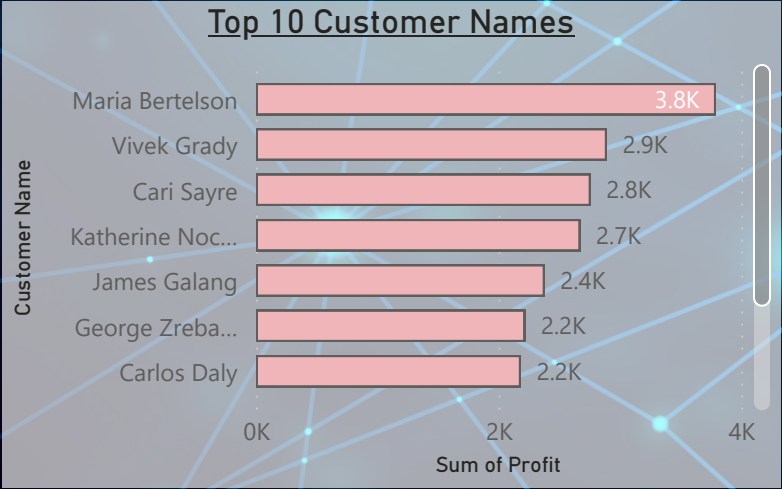 Top 10 Customer Names
Customer Name
Maria Bertelson 3.8K
Vivek Grady 2.9K
Cari Sayre 2.8K
Katherine Noc... 2.7K
James Galang 2.4K
George Zreba... 2.2K
Carlos Daly 2.2K
0K 2K 4K
Sum of Profit